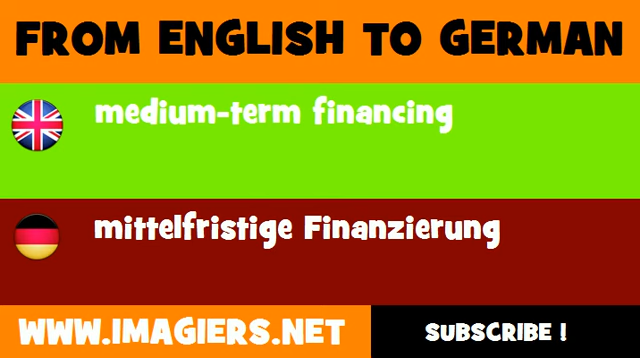 FROM ENGLISH TO GERMAN
medium-term financing
mittelfristige Finanzierung
WWW.IMAGIERS.NET
SUBSCRIBE !